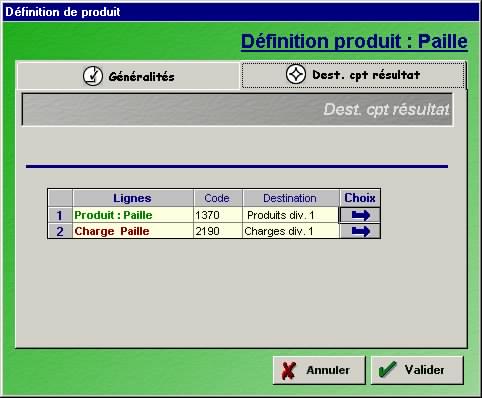 Définition de produit
Définition produit : Paille
Généralités
Dest. cpt résultat
Dest. cpt résultat
Lignes Code Destination Choix
1 Produit : Paille 1370 Produits div. 1
2 Charge Paille 2190 Charges div. 1
Annuler Valider